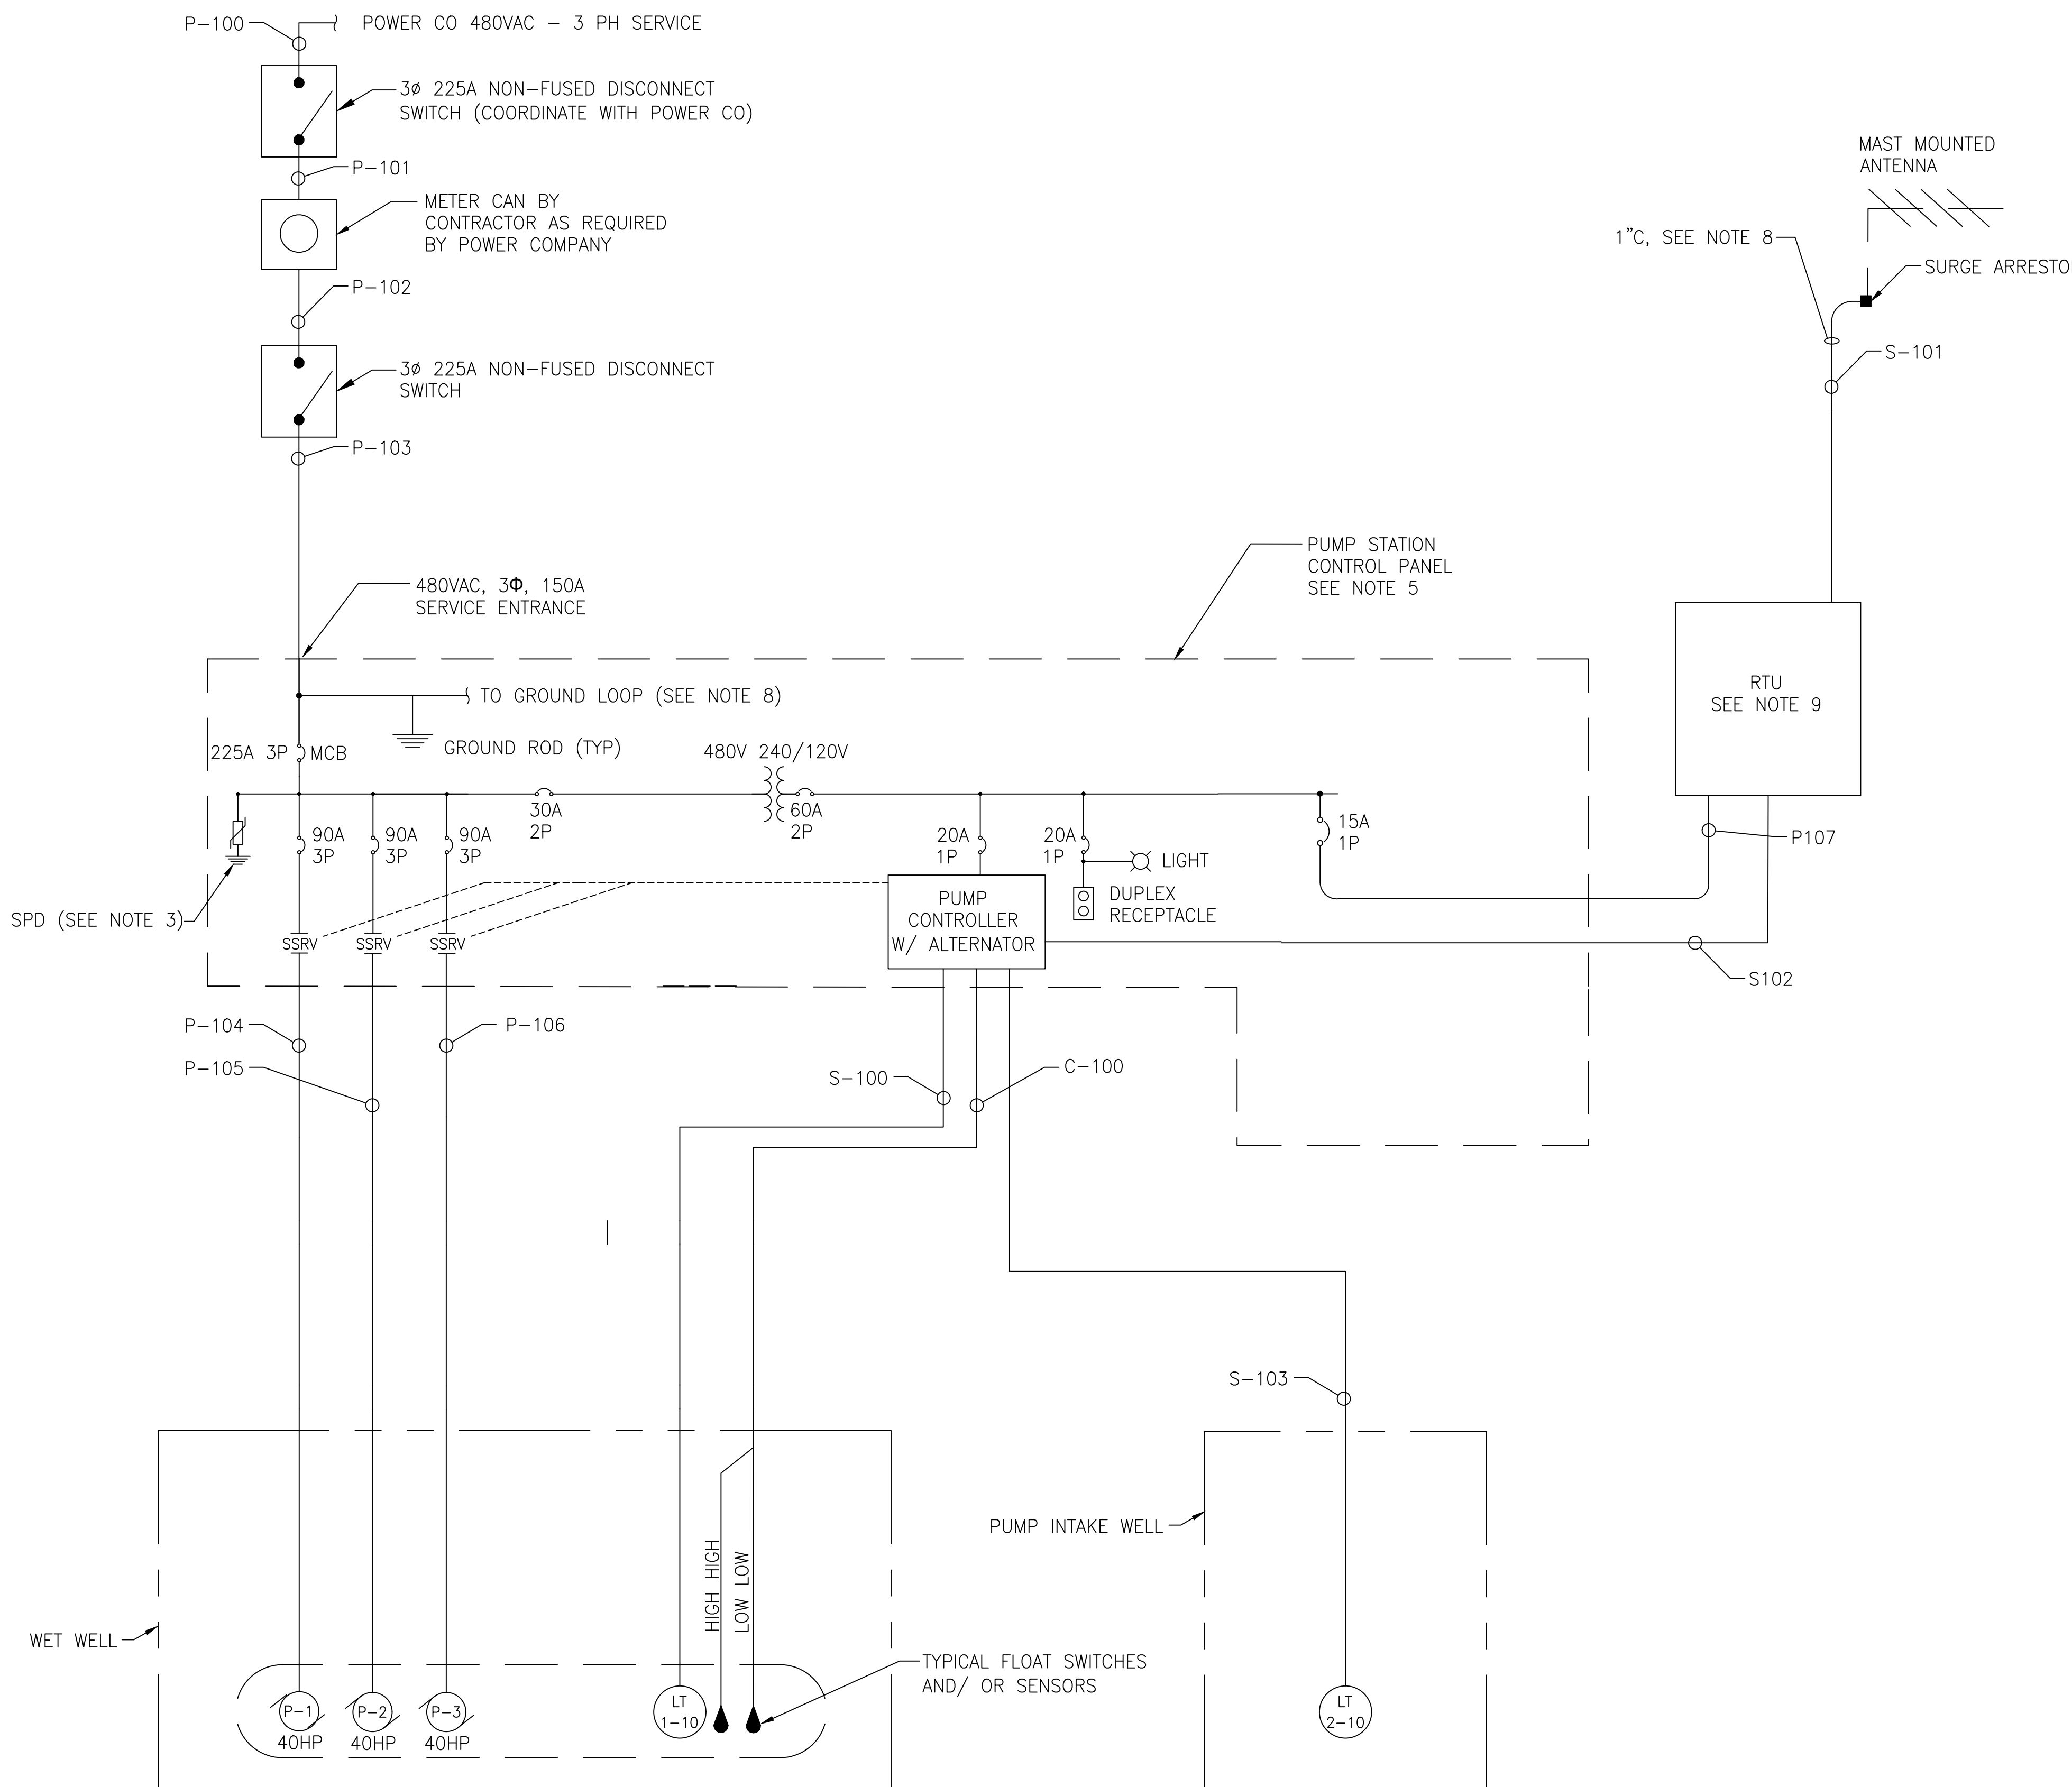 P-100
POWER CO 480VAC - 3 PH SERVICE
3ø 225A NON-FUSED DISCONNECT
SWITCH (COORDINATE WITH POWER CO)
P-101
METER CAN BY
CONTRACTOR AS REQUIRED
BY POWER COMPANY
P-102
3ø 225A NON-FUSED DISCONNECT
SWITCH
P-103
MAST MOUNTED
ANTENNA
1"C, SEE NOTE 8
SURGE ARRESTO
S-101
PUMP STATION
CONTROL PANEL
SEE NOTE 5
480VAC, 3Φ, 150A
SERVICE ENTRANCE
RTU
SEE NOTE 9
TO GROUND LOOP (SEE NOTE 8)
225A 3P
MCB
GROUND ROD (TYP)
480V 240/120V
30A
2P
60A
2P
90A
3P
90A
3P
90A
3P
20A
1P
20A
1P
15A
1P
P107
LIGHT
DUPLEX
RECEPTACLE
PUMP
CONTROLLER
W/ ALTERNATOR
SPD (SEE NOTE 3)
SSRV
SSRV
SSRV
S102
P-104
P-106
P-105
S-100
C-100
S-103
PUMP INTAKE WELL
HIGH HIGH
LOW LOW
WET WELL
TYPICAL FLOAT SWITCHES
AND/ OR SENSORS
P-1
40HP
P-2
40HP
P-3
40HP
LT
1-10
LT
2-10